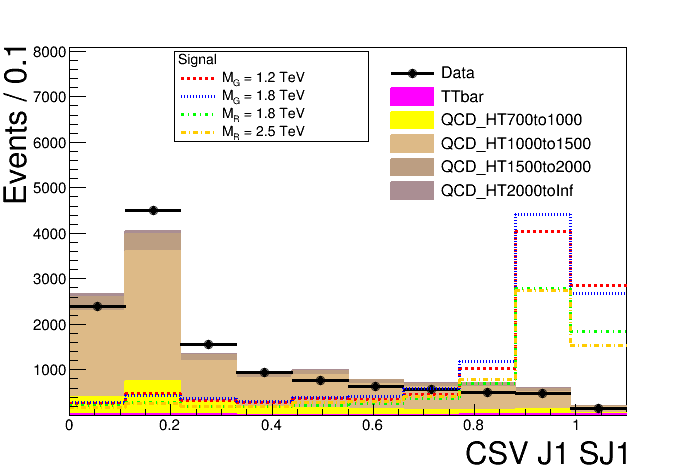 Events / 0.1
8000
7000
6000
5000
4000
3000
2000
1000
Signal
M_G = 1.2 TeV
M_G = 1.8 TeV
M_R = 1.8 TeV
M_R = 2.5 TeV
Data
TTbar
QCD_HT700to1000
QCD_HT1000to1500
QCD_HT1500to2000
QCD_HT2000toInf
0 0.2 0.4 0.6 0.8 1
CSV J1 SJ1